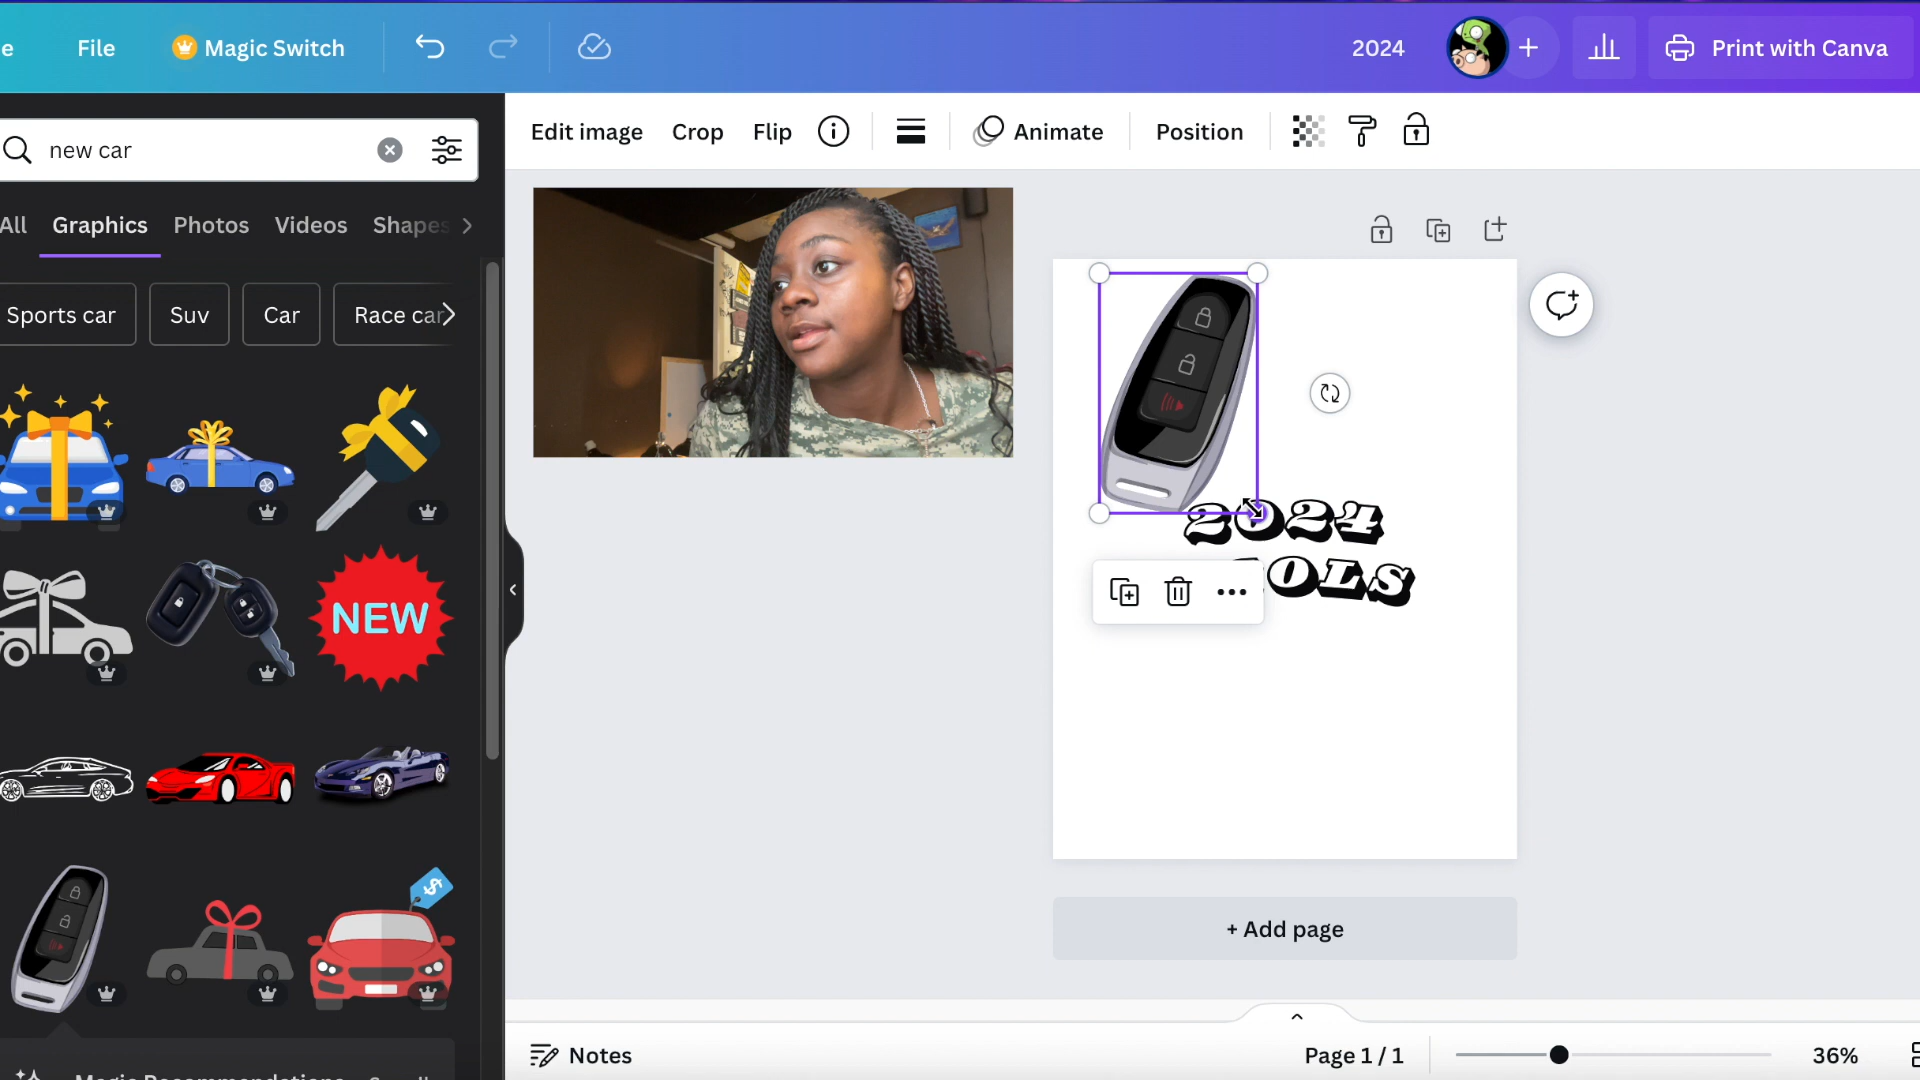 e File Magic Switch 2024 Print with Canva
new car
Edit image Crop Flip Animate Position
All Graphics Photos Videos Shapes
Sports car Suv Car Race car
NEW
$
2024
OLS
+ Add page
Notes Page 1 / 1 36%